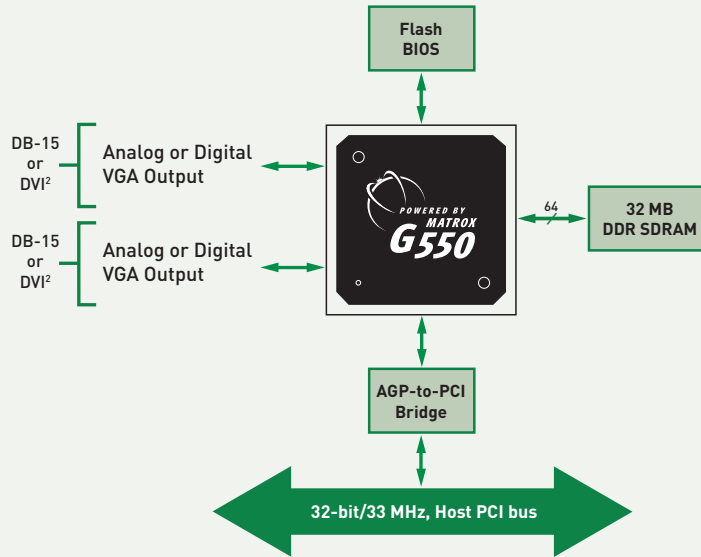 Flash
BIOS
DB-15
or
DVI²
Analog or Digital
VGA Output
POWERED BY
MATROX
G550
64
32 MB
DDR SDRAM
DB-15
or
DVI²
Analog or Digital
VGA Output
AGP-to-PCI
Bridge
32-bit/33 MHz, Host PCI bus